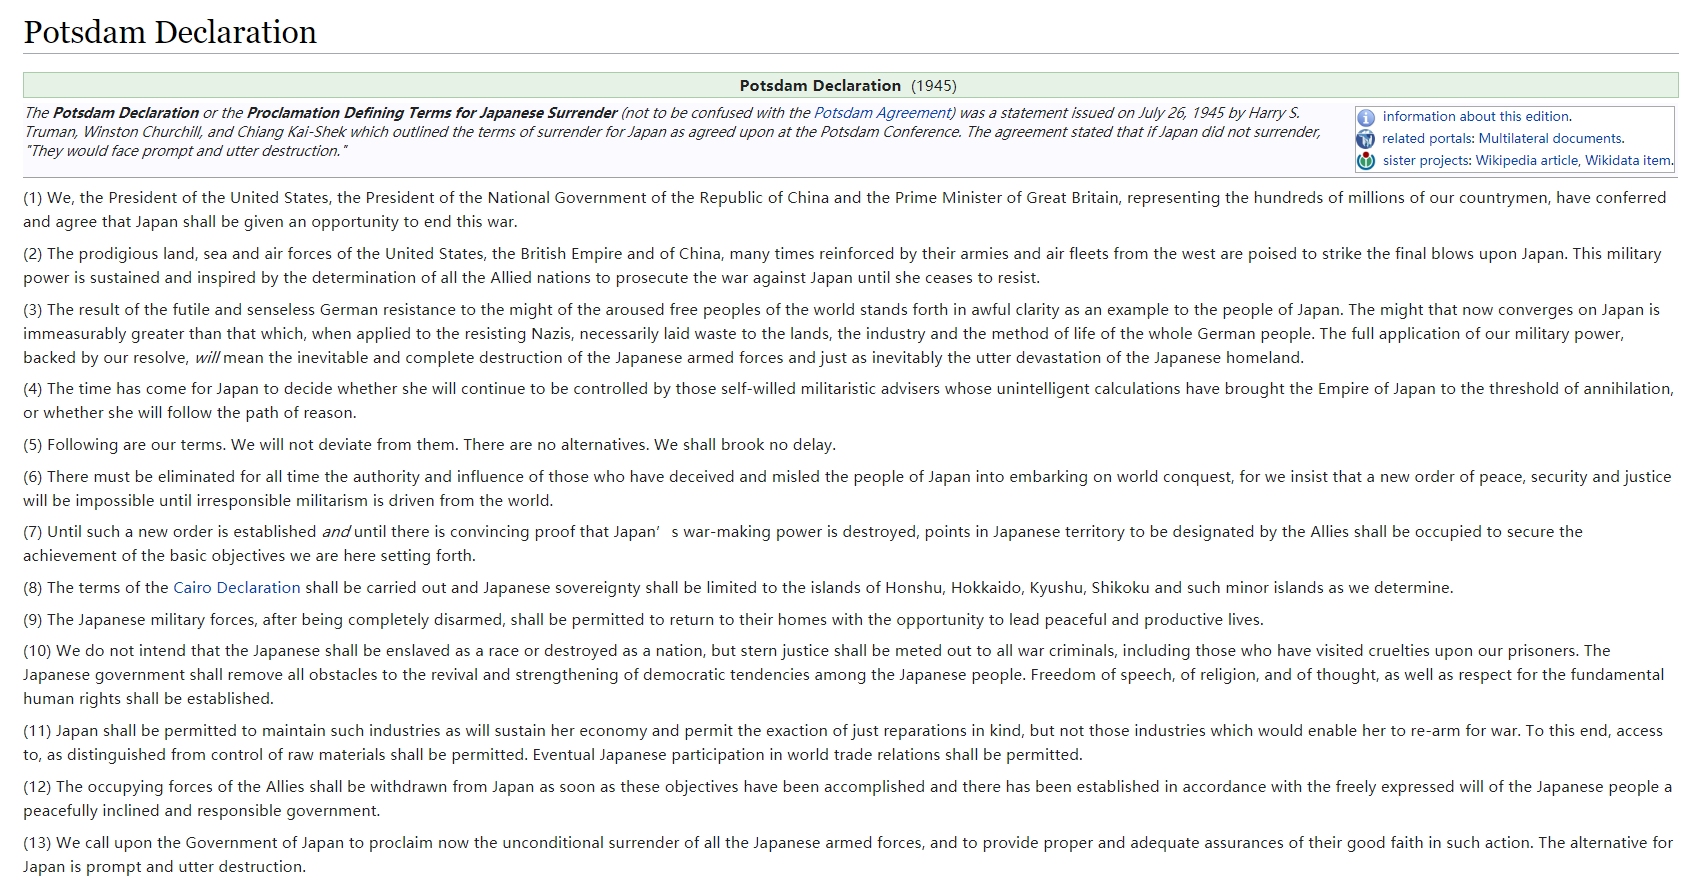 Potsdam Declaration
Potsdam Declaration (1945)
The Potsdam Declaration or the Proclamation Defining Terms for Japanese Surrender (not to be confused with the Potsdam Agreement) was a statement issued on July 26, 1945 by Harry S.
Truman, Winston Churchill, and Chiang Kai-Shek which outlined the terms of surrender for Japan as agreed upon at the Potsdam Conference. The agreement stated that if Japan did not surrender,
"They would face prompt and utter destruction."
information about this edition.
related portals: Multilateral documents.
sister projects: Wikipedia article, Wikidata item.
(1) We, the President of the United States, the President of the National Government of the Republic of China and the Prime Minister of Great Britain, representing the hundreds of millions of our countrymen, have conferred
and agree that Japan shall be given an opportunity to end this war.
(2) The prodigious land, sea and air forces of the United States, the British Empire and of China, many times reinforced by their armies and air fleets from the west are poised to strike the final blows upon Japan. This military
power is sustained and inspired by the determination of all the Allied nations to prosecute the war against Japan until she ceases to resist.
(3) The result of the futile and senseless German resistance to the might of the aroused free peoples of the world stands forth in awful clarity as an example to the people of Japan. The might that now converges on Japan is
immeasurably greater than that which, when applied to the resisting Nazis, necessarily laid waste to the lands, the industry and the method of life of the whole German people. The full application of our military power,
backed by our resolve, will mean the inevitable and complete destruction of the Japanese armed forces and just as inevitably the utter devastation of the Japanese homeland.
(4) The time has come for Japan to decide whether she will continue to be controlled by those self-willed militaristic advisers whose unintelligent calculations have brought the Empire of Japan to the threshold of annihilation,
or whether she will follow the path of reason.
(5) Following are our terms. We will not deviate from them. There are no alternatives. We shall brook no delay.
(6) There must be eliminated for all time the authority and influence of those who have deceived and misled the people of Japan into embarking on world conquest, for we insist that a new order of peace, security and justice
will be impossible until irresponsible militarism is driven from the world.
(7) Until such a new order is established and until there is convincing proof that Japan’s war-making power is destroyed, points in Japanese territory to be designated by the Allies shall be occupied to secure the
achievement of the basic objectives we are here setting forth.
(8) The terms of the Cairo Declaration shall be carried out and Japanese sovereignty shall be limited to the islands of Honshu, Hokkaido, Kyushu, Shikoku and such minor islands as we determine.
(9) The Japanese military forces, after being completely disarmed, shall be permitted to return to their homes with the opportunity to lead peaceful and productive lives.
(10) We do not intend that the Japanese shall be enslaved as a race or destroyed as a nation, but stern justice shall be meted out to all war criminals, including those who have visited cruelties upon our prisoners. The
Japanese government shall remove all obstacles to the revival and strengthening of democratic tendencies among the Japanese people. Freedom of speech, of religion, and of thought, as well as respect for the fundamental
human rights shall be established.
(11) Japan shall be permitted to maintain such industries as will sustain her economy and permit the exaction of just reparations in kind, but not those industries which would enable her to re-arm for war. To this end, access
to, as distinguished from control of raw materials shall be permitted. Eventual Japanese participation in world trade relations shall be permitted.
(12) The occupying forces of the Allies shall be withdrawn from Japan as soon as these objectives have been accomplished and there has been established in accordance with the freely expressed will of the Japanese people a
peacefully inclined and responsible government.
(13) We call upon the Government of Japan to proclaim now the unconditional surrender of all the Japanese armed forces, and to provide proper and adequate assurances of their good faith in such action. The alternative for
Japan is prompt and utter destruction.